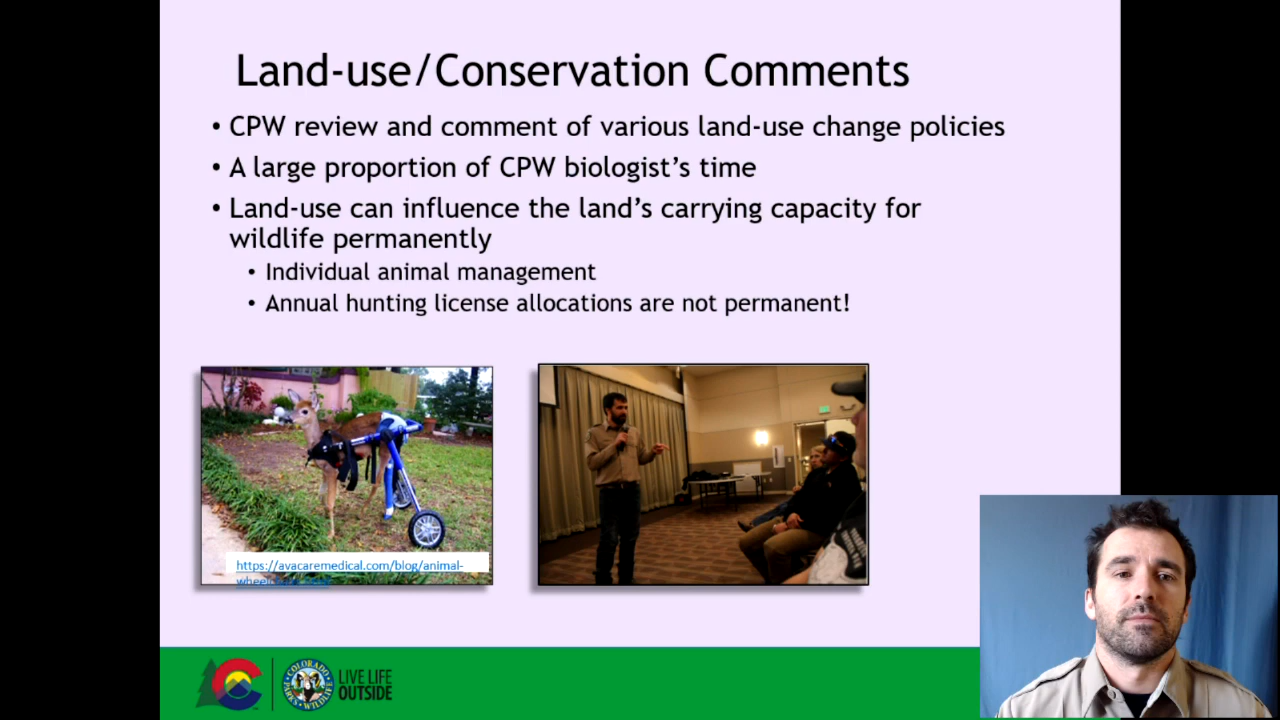 Land-use/Conservation Comments
• CPW review and comment of various land-use change policies
• A large proportion of CPW biologist's time
• Land-use can influence the land's carrying capacity for
wildlife permanently
• Individual animal management
• Annual hunting license allocations are not permanent!
https://avacaremedical.com/blog/animal-
COLORADO
PARKS
WILDLIFE
LIVE LIFE
OUTSIDE